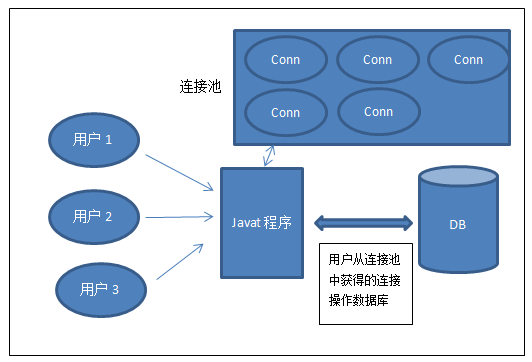 Conn Conn Conn
连接池
Conn Conn
用户 1
用户 2
Javat 程序
DB
用户从连接池
中获得的连接
操作数据库
用户 3